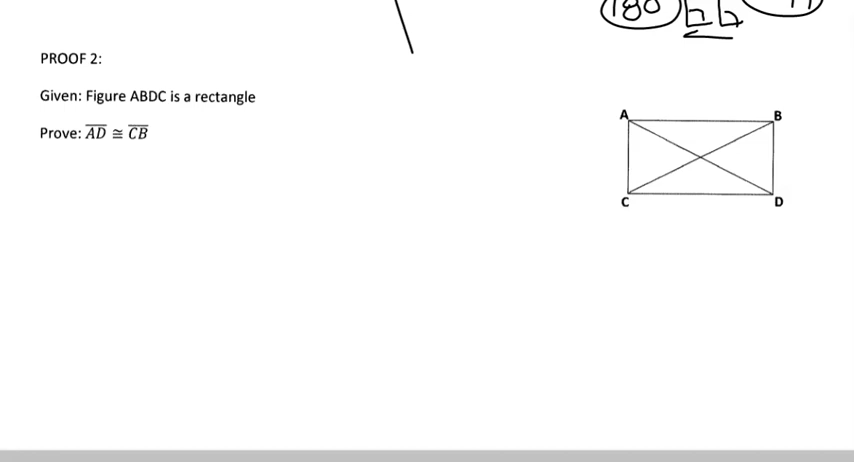 180
PROOF 2:
Given: Figure ABDC is a rectangle
Prove: AD ≅ CB
A
B
C
D